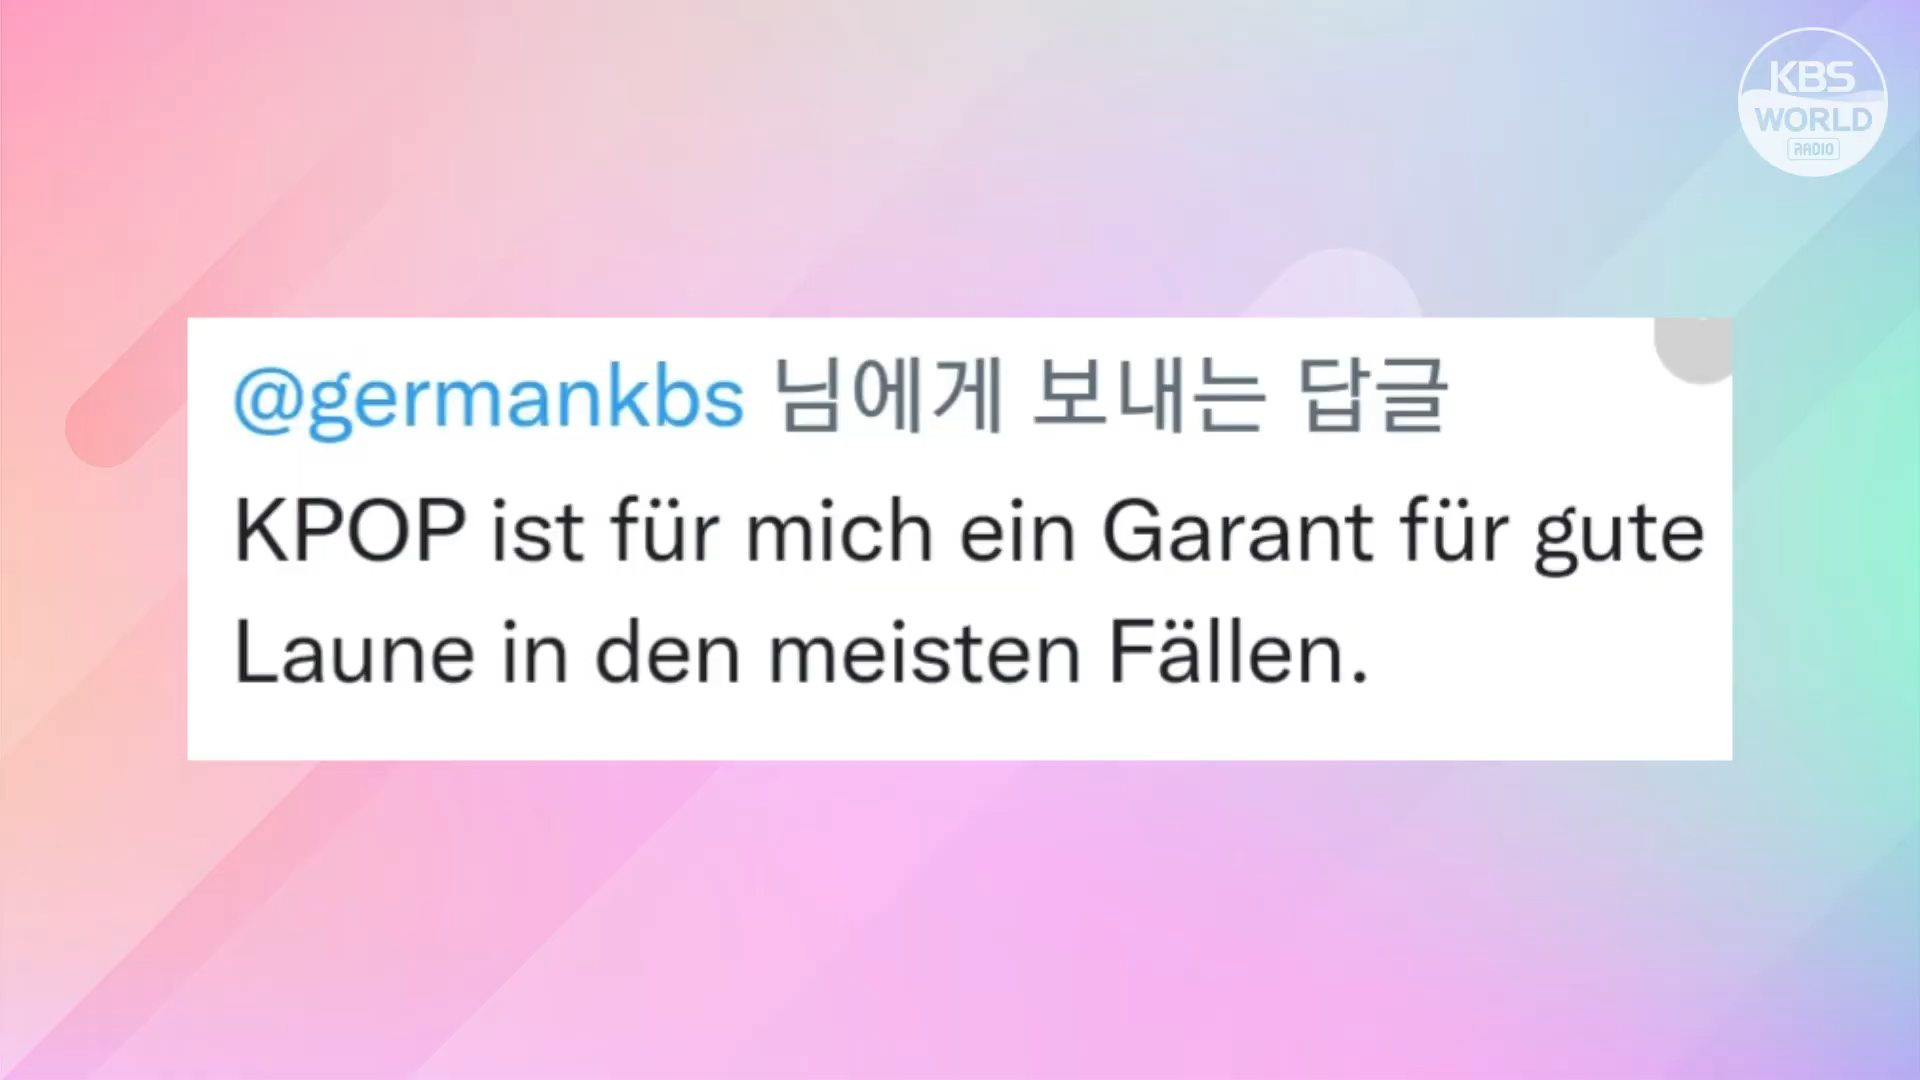 KBS
WORLD
RADIO
@germankbs 님에게 보내는 답글
KPOP ist für mich ein Garant für gute
Laune in den meisten Fällen.